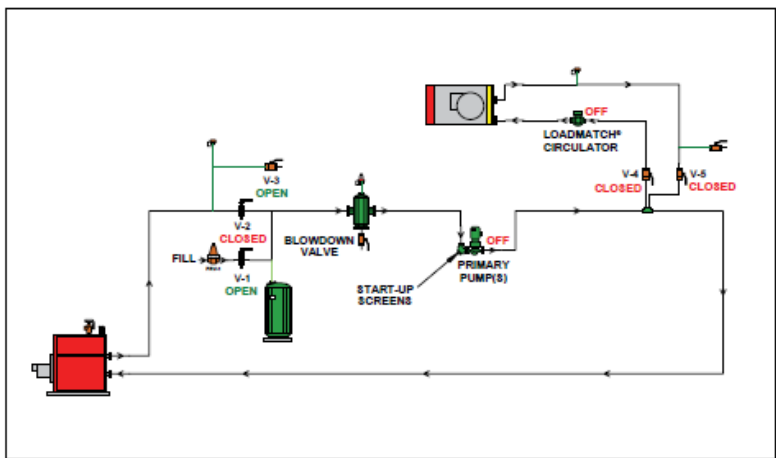 OFF
LOADMATCH®
CIRCULATOR
V-3
OPEN
V-4
CLOSED
V-5
CLOSED
V-2
CLOSED
FILL
V-1
OPEN
BLOWDOWN
VALVE
OFF
PRIMARY
PUMP(S)
START-UP
SCREENS